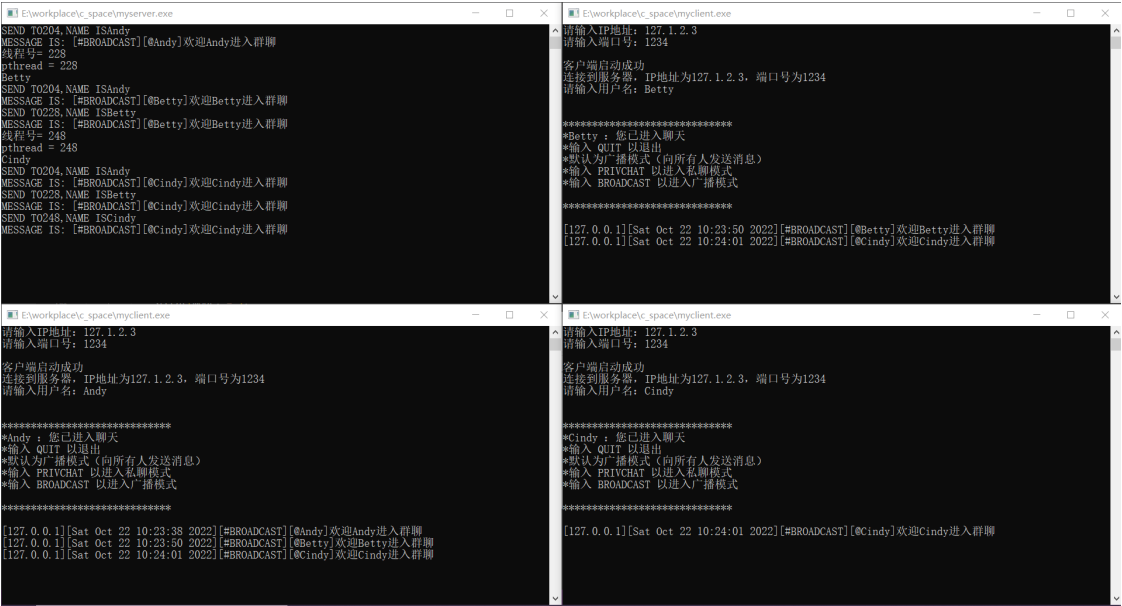 E:\workplace\c_space\myserver.exe
SEND TO204,NAME ISAndy
MESSAGE IS: [#BROADCAST][@Andy]欢迎Andy进入群聊
线程号= 228
pthread = 228
Betty
SEND TO204,NAME ISAndy
MESSAGE IS: [#BROADCAST][@Betty]欢迎Betty进入群聊
SEND TO228,NAME ISBetty
MESSAGE IS: [#BROADCAST][@Betty]欢迎Betty进入群聊
线程号= 248
pthread = 248
Cindy
SEND TO204,NAME ISAndy
MESSAGE IS: [#BROADCAST][@Cindy]欢迎Cindy进入群聊
SEND TO228,NAME ISBetty
MESSAGE IS: [#BROADCAST][@Cindy]欢迎Cindy进入群聊
SEND TO248,NAME ISCindy
MESSAGE IS: [#BROADCAST][@Cindy]欢迎Cindy进入群聊
E:\workplace\c_space\myclient.exe
请输入IP地址: 127.1.2.3
请输入端口号: 1234
客户端启动成功
连接到服务器，IP地址为127.1.2.3，端口号为1234
请输入用户名: Betty
*****************************
*Betty : 您已进入聊天
*输入 QUIT 以退出
*默认为广播模式（向所有人发送消息）
*输入 PRIVCHAT 以进入私聊模式
*输入 BROADCAST 以进入广播模式
*****************************
[127.0.0.1][Sat Oct 22 10:23:50 2022][#BROADCAST][@Betty]欢迎Betty进入群聊
[127.0.0.1][Sat Oct 22 10:24:01 2022][#BROADCAST][@Cindy]欢迎Cindy进入群聊
E:\workplace\c_space\myclient.exe
请输入IP地址: 127.1.2.3
请输入端口号: 1234
客户端启动成功
连接到服务器，IP地址为127.1.2.3，端口号为1234
请输入用户名: Andy
*****************************
*Andy : 您已进入聊天
*输入 QUIT 以退出
*默认为广播模式（向所有人发送消息）
*输入 PRIVCHAT 以进入私聊模式
*输入 BROADCAST 以进入广播模式
*****************************
[127.0.0.1][Sat Oct 22 10:23:38 2022][#BROADCAST][@Andy]欢迎Andy进入群聊
[127.0.0.1][Sat Oct 22 10:23:50 2022][#BROADCAST][@Betty]欢迎Betty进入群聊
[127.0.0.1][Sat Oct 22 10:24:01 2022][#BROADCAST][@Cindy]欢迎Cindy进入群聊
E:\workplace\c_space\myclient.exe
请输入IP地址: 127.1.2.3
请输入端口号: 1234
客户端启动成功
连接到服务器，IP地址为127.1.2.3，端口号为1234
请输入用户名: Cindy
*****************************
*Cindy : 您已进入聊天
*输入 QUIT 以退出
*默认为广播模式（向所有人发送消息）
*输入 PRIVCHAT 以进入私聊模式
*输入 BROADCAST 以进入广播模式
*****************************
[127.0.0.1][Sat Oct 22 10:24:01 2022][#BROADCAST][@Cindy]欢迎Cindy进入群聊